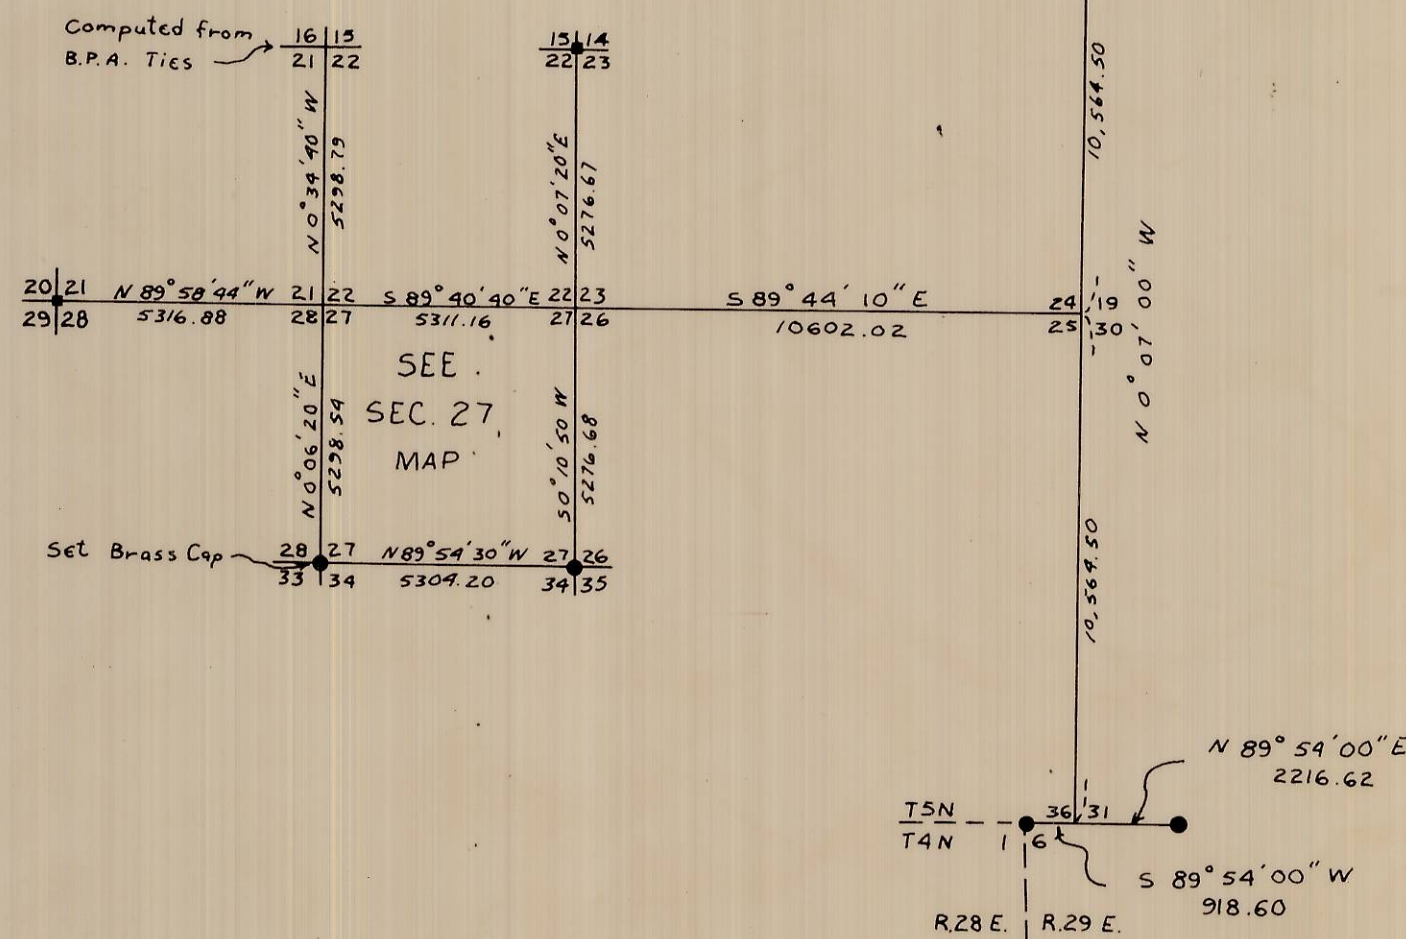 Computed from
B.P.A. Ties
16 15
21 22
15 14
22 23
10,564.50
N 0° 34' 40" W
5298.79
N 0° 07' 20" E
5276.67
N 0° 07' 00" W
20 21
29 28
N 89° 58' 44" W
5316.88
21 22
28 27
S 89° 40' 40" E
5311.16
22 23
27 26
S 89° 44' 10" E
10602.02
24 19
25 30
SEE
SEC. 27
MAP
N 0° 06' 20" E
5298.54
S 0° 10' 50 W
5276.68
10,564.50
Set Brass Cap
28 27
33 34
N 89° 54' 30" W
5304.20
27 26
34 35
N 89° 54' 00" E
2216.62
T5N
T4N
36 31
1 6
S 89° 54' 00" W
918.60
R.28 E. R.29 E.